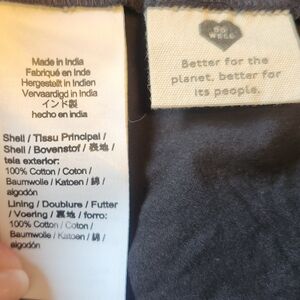 Made in India
Fabriqué en Inde
Hergestellt in Indien
Vervaardigd in India
インド製
hecho en india
Shell / Tissu Principal /
Shell / Bovenstof / 表地 /
tela exterior:
100% Cotton / Coton /
Baumwolle / Katoen / 綿 /
algodón
Lining / Doublure / Futter
/ Voering / 裏地 / forro:
100% Cotton / Coton /
Baumwolle / Katoen / 綿 /
algodón
DO
WELL
Better for the
planet, better for
its people.